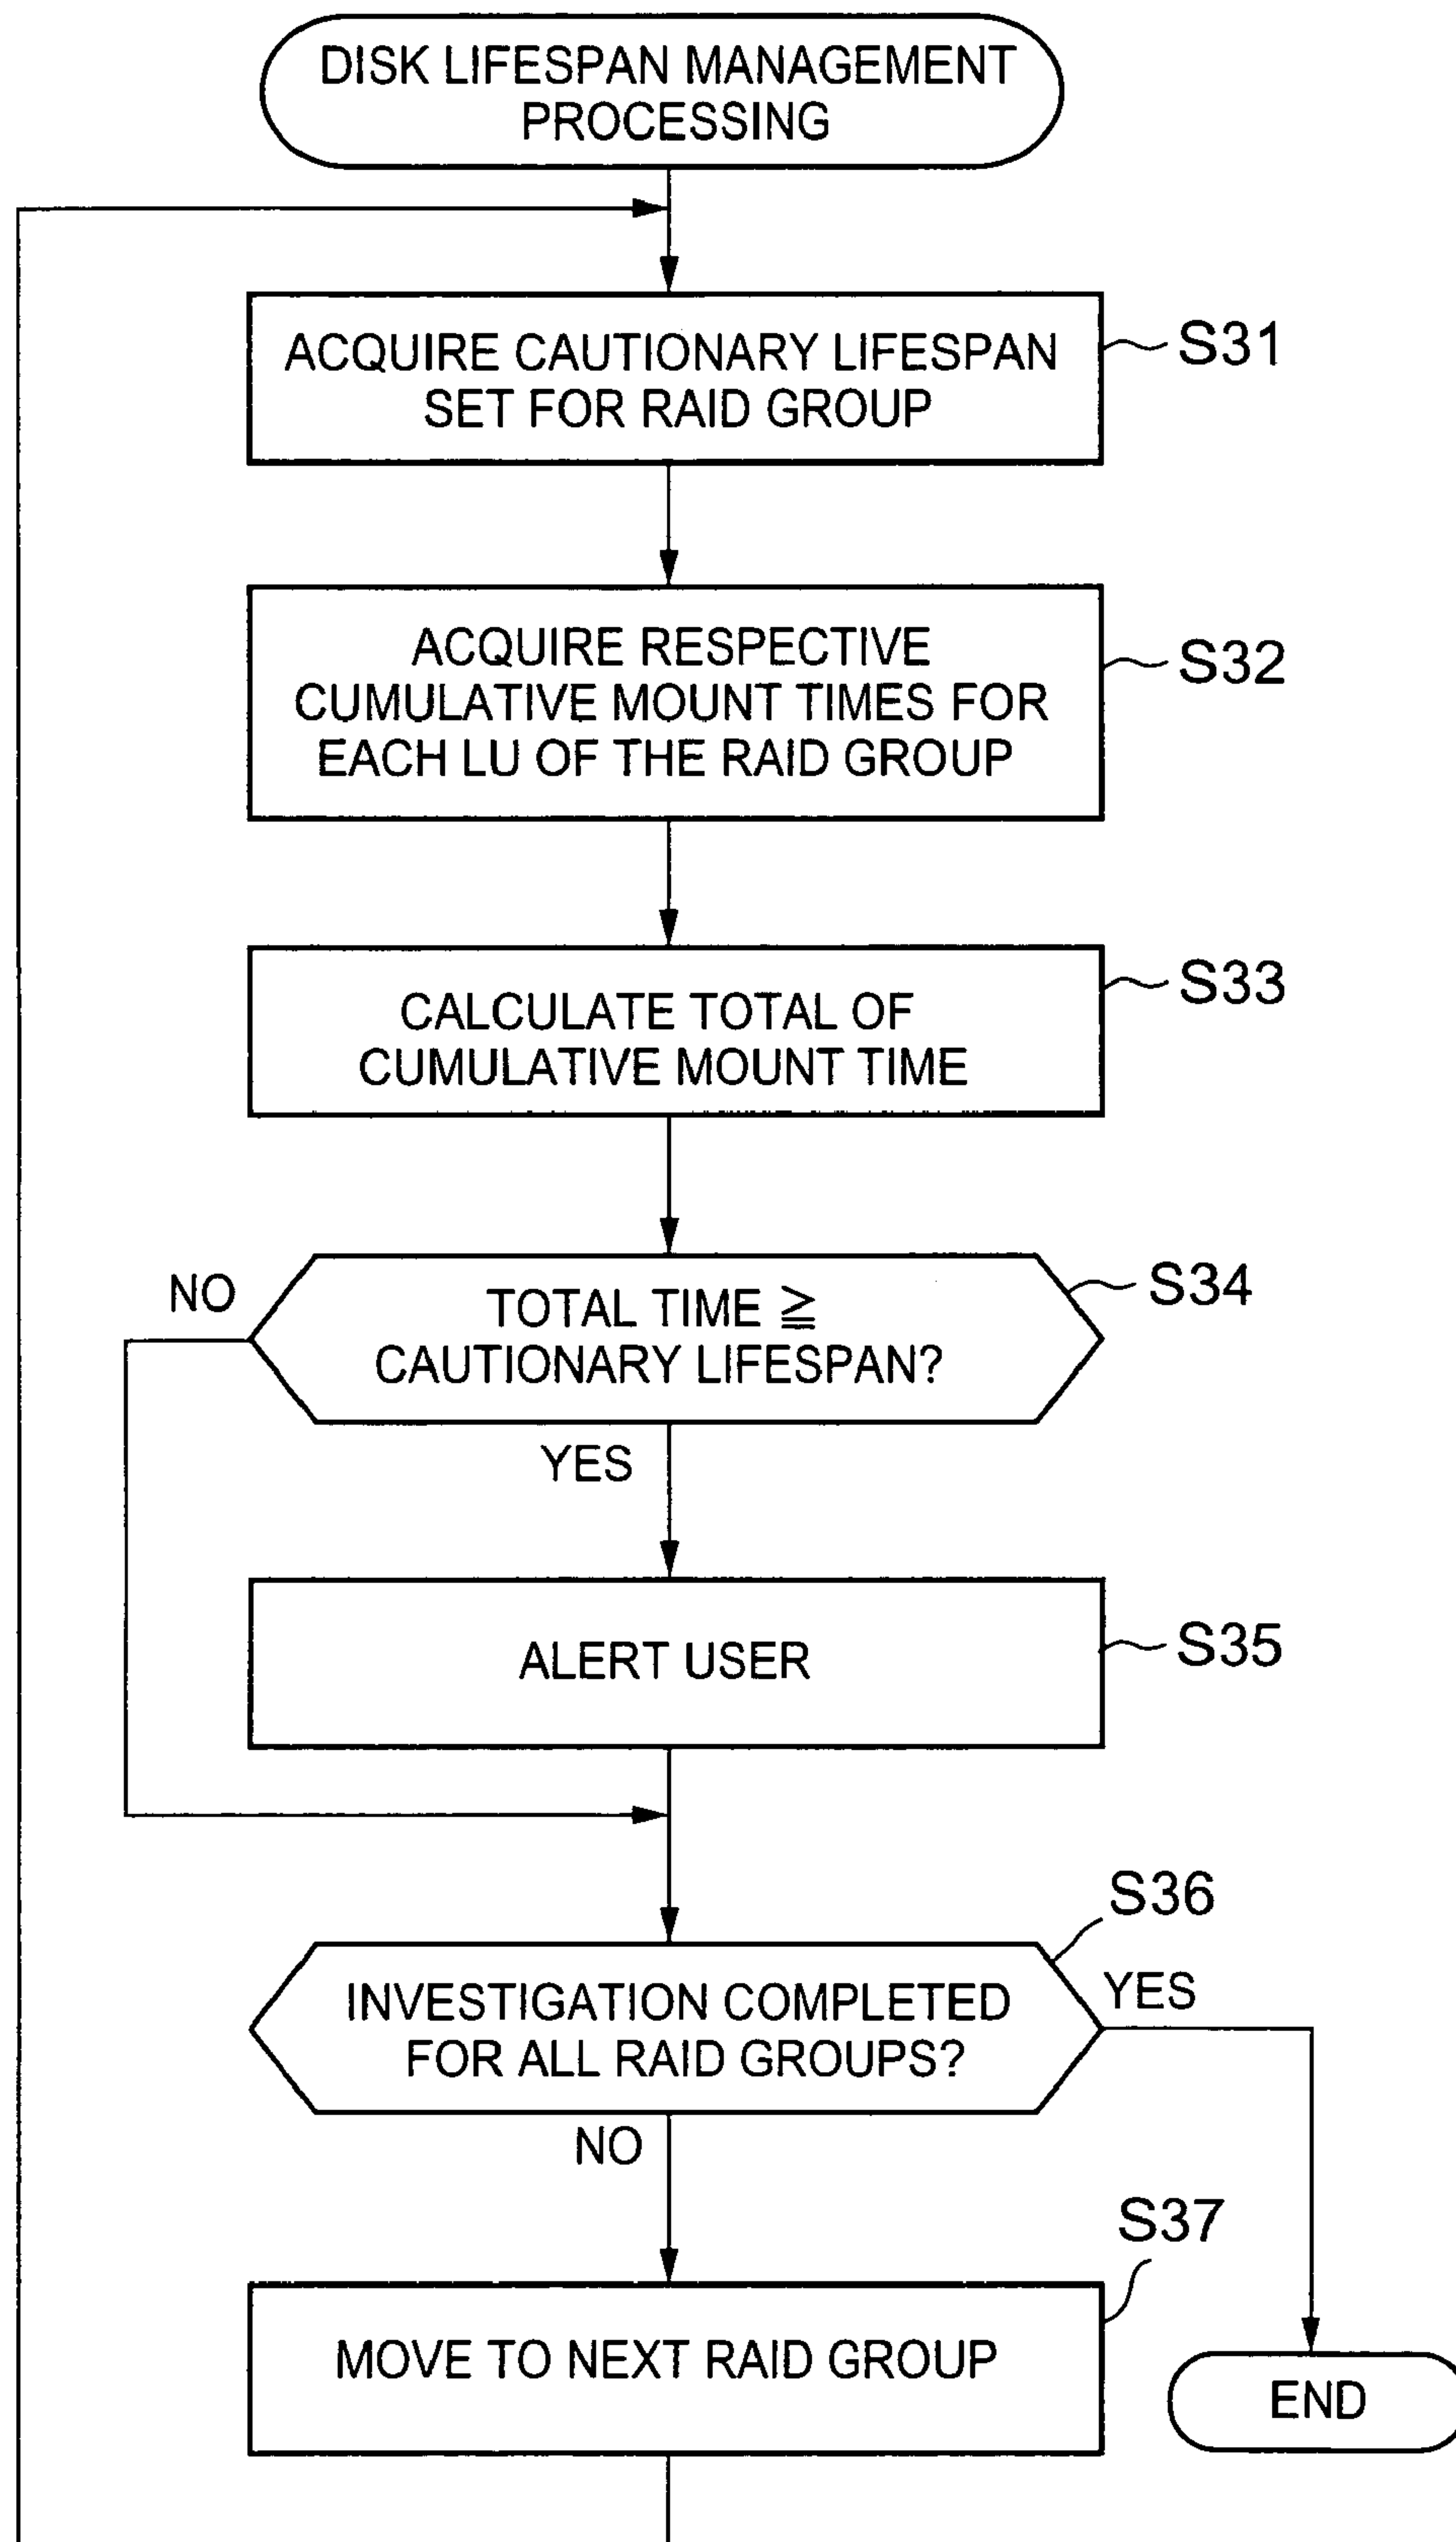 DISK LIFESPAN MANAGEMENT
PROCESSING
ACQUIRE CAUTIONARY LIFESPAN
SET FOR RAID GROUP
S31
ACQUIRE RESPECTIVE
CUMULATIVE MOUNT TIMES FOR
EACH LU OF THE RAID GROUP
S32
CALCULATE TOTAL OF
CUMULATIVE MOUNT TIME
S33
NO
TOTAL TIME ≧
CAUTIONARY LIFESPAN?
S34
YES
ALERT USER
S35
S36
INVESTIGATION COMPLETED
FOR ALL RAID GROUPS?
YES
NO
S37
MOVE TO NEXT RAID GROUP
END